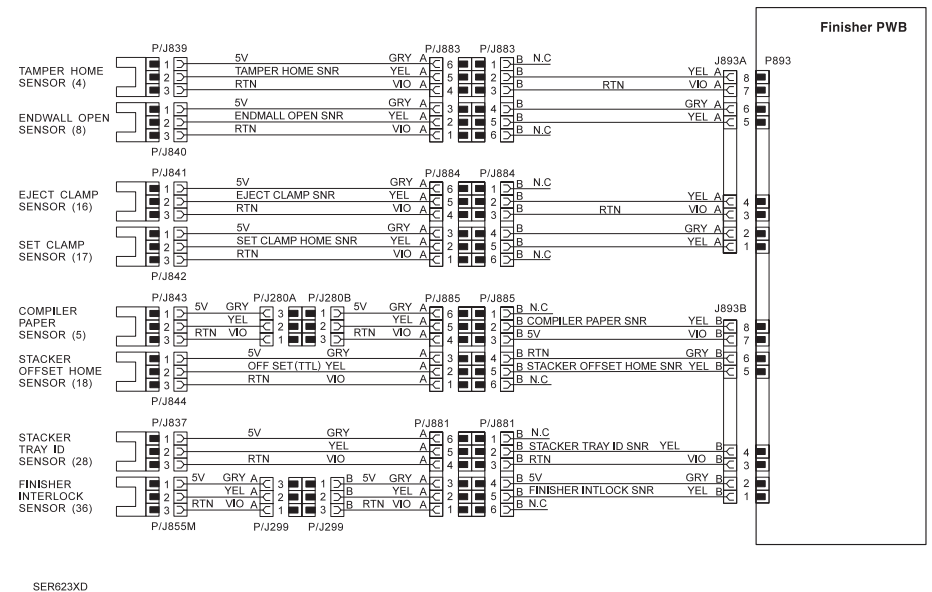 Finisher PWB
P/J839 P/J883 P/J883
J893A P893
TAMPER HOME
SENSOR (4)
1 5V GRY A 6 1 B N.C
2 TAMPER HOME SNR YEL A 5 2 B YEL A 8
3 RTN VIO A 4 3 B RTN VIO A 7
ENDWALL OPEN
SENSOR (8)
1 5V GRY A 3 4 B GRY A 6
2 ENDMALL OPEN SNR YEL A 2 5 B YEL A 5
3 RTN VIO A 1 6 B N.C
P/J840
P/J841 P/J884 P/J884
EJECT CLAMP
SENSOR (16)
1 5V GRY A 6 1 B N.C
2 EJECT CLAMP SNR YEL A 5 2 B YEL A 4
3 RTN VIO A 4 3 B RTN VIO A 3
SET CLAMP
SENSOR (17)
1 5V GRY A 3 4 B GRY A 2
2 SET CLAMP HOME SNR YEL A 2 5 B YEL A 1
3 RTN VIO A 1 6 B N.C
P/J842
P/J843 P/J280A P/J280B P/J885 P/J885
J893B
COMPILER
PAPER
SENSOR (5)
1 5V GRY A 3 1 B 5V GRY A 6 1 B N.C
2 YEL A 2 2 B YEL A 5 2 B COMPILER PAPER SNR YEL B 8
3 RTN VIO A 1 3 B RTN VIO A 4 3 B 5V VIO B 7
STACKER
OFFSET HOME
SENSOR (18)
1 5V GRY A 3 4 B RTN GRY B 6
2 OFF SET(TTL) YEL A 2 5 B STACKER OFFSET HOME SNR YEL B 5
3 RTN VIO A 1 6 B N.C
P/J844
P/J837 P/J881 P/J881
STACKER
TRAY ID
SENSOR (28)
1 5V GRY A 6 1 B N.C
2 YEL A 5 2 B STACKER TRAY ID SNR YEL B 4
3 RTN VIO A 4 3 B RTN VIO B 3
FINISHER
INTERLOCK
SENSOR (36)
1 5V GRY A 3 1 B 5V GRY A 3 4 B 5V GRY B 2
2 YEL A 2 2 B YEL A 2 5 B FINISHER INTLOCK SNR YEL B 1
3 RTN VIO A 1 3 B RTN VIO A 1 6 B N.C
P/J855M P/J299 P/J299
SER623XD